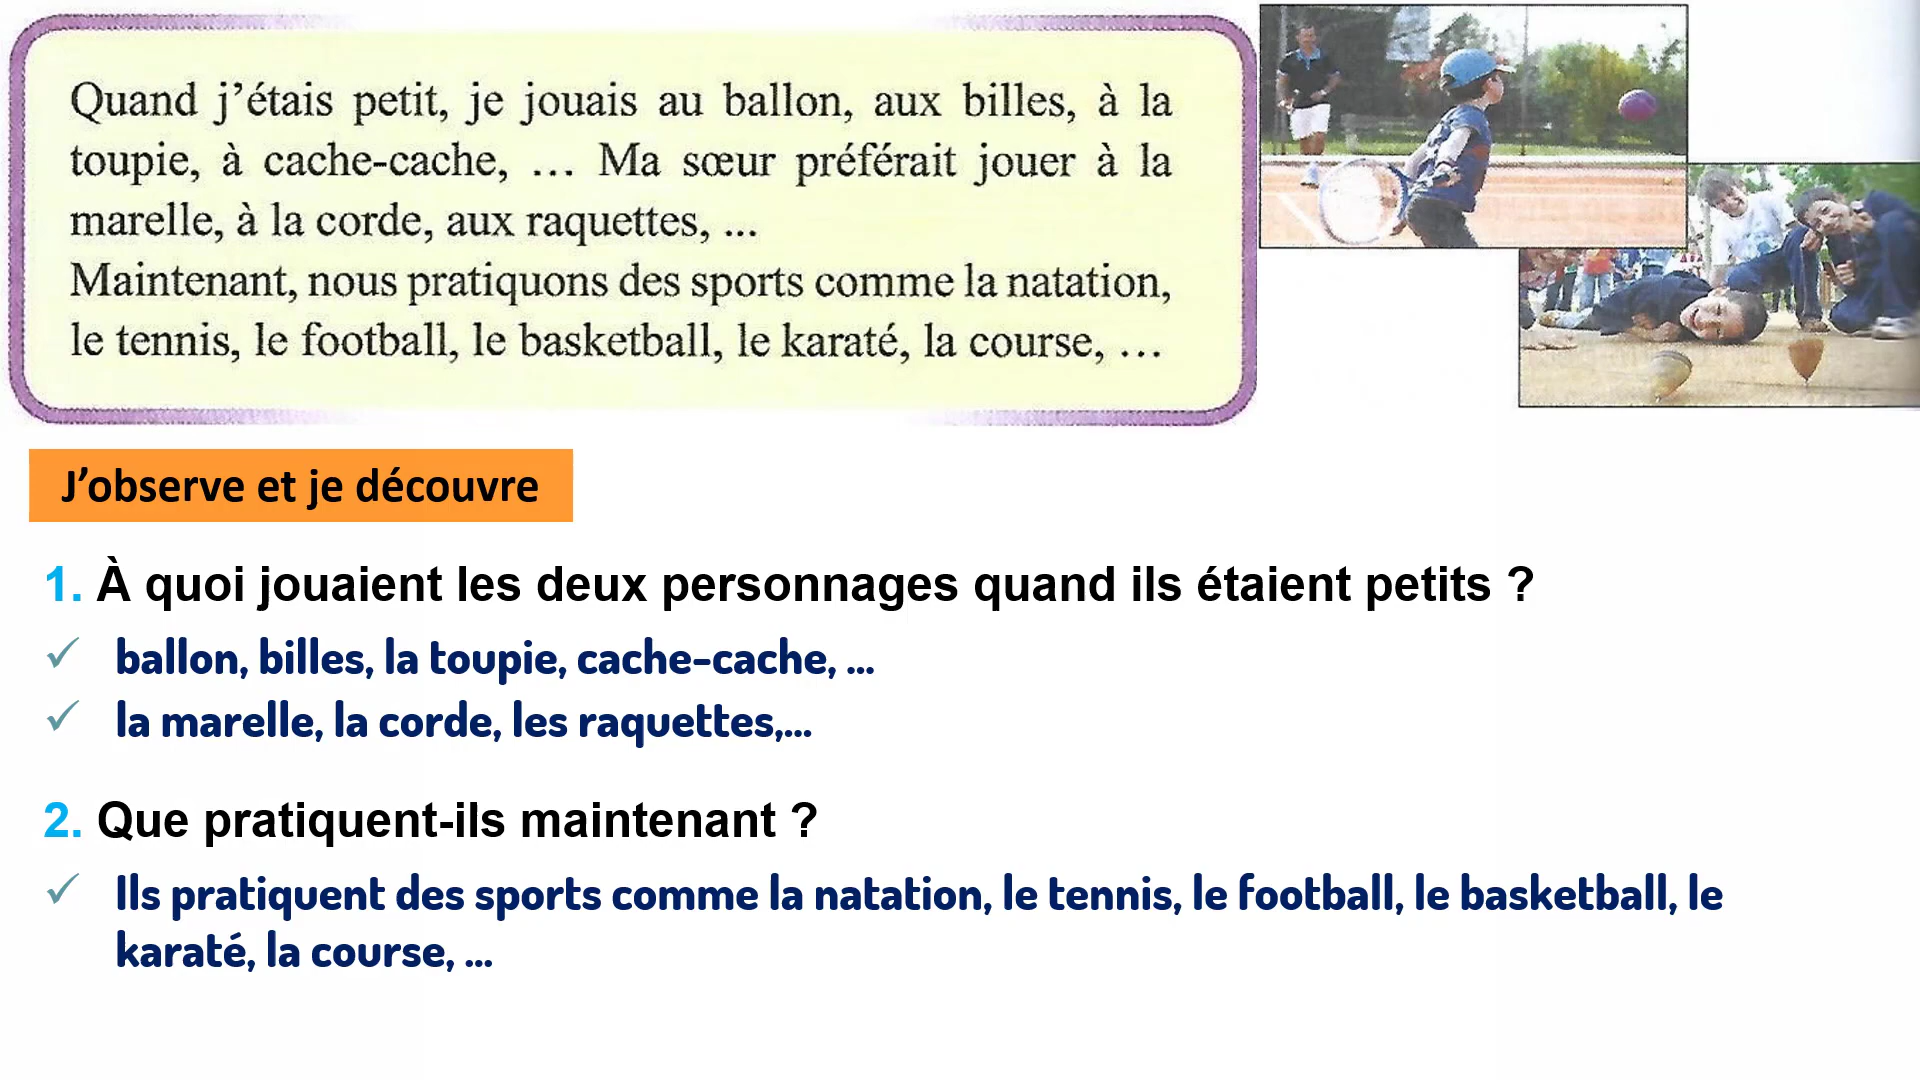 Quand j’étais petit, je jouais au ballon, aux billes, à la
toupie, à cache-cache, … Ma sœur préférait jouer à la
marelle, à la corde, aux raquettes, ...
Maintenant, nous pratiquons des sports comme la natation,
le tennis, le football, le basketball, le karaté, la course, …
J’observe et je découvre
1. À quoi jouaient les deux personnages quand ils étaient petits ?
✓ ballon, billes, la toupie, cache-cache, ...
✓ la marelle, la corde, les raquettes,...
2. Que pratiquent-ils maintenant ?
✓ Ils pratiquent des sports comme la natation, le tennis, le football, le basketball, le
karaté, la course, ...